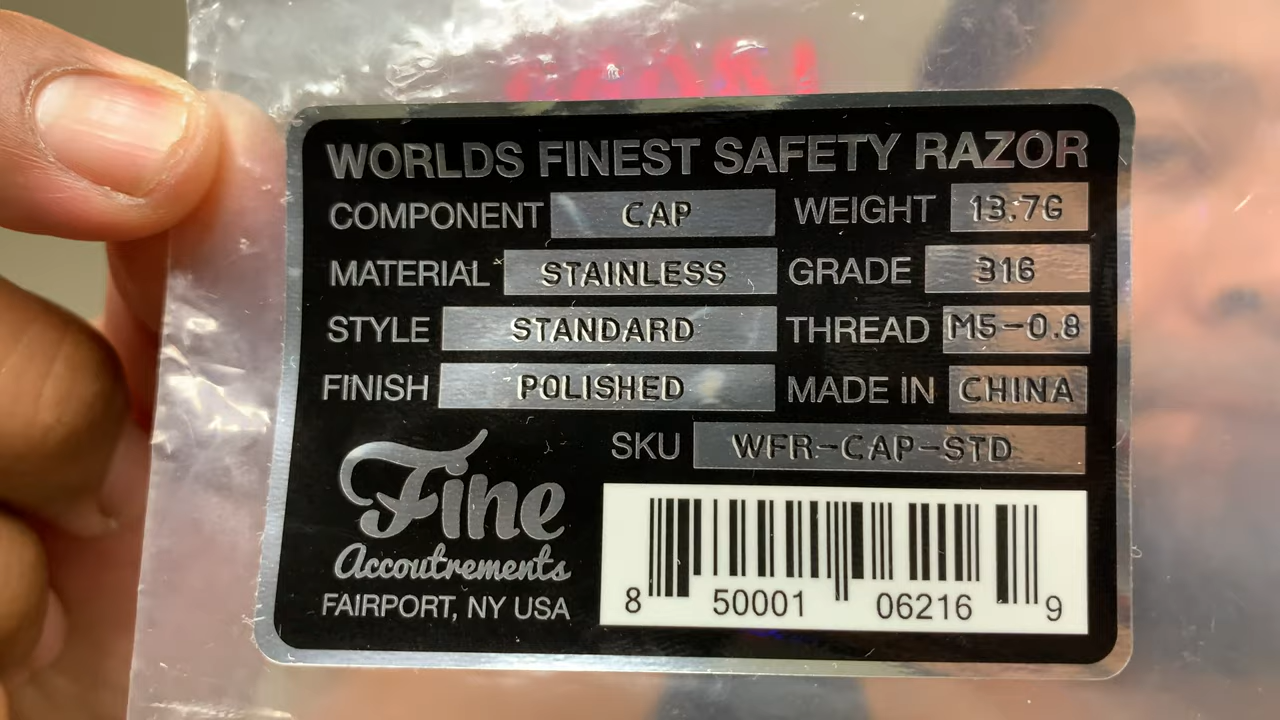 WORLDS FINEST SAFETY RAZOR
COMPONENT CAP WEIGHT 13.7G
MATERIAL STAINLESS GRADE 316
STYLE STANDARD THREAD M5-0.8
FINISH POLISHED MADE IN CHINA
SKU WFR-CAP-STD
Fine
Accoutrements
FAIRPORT, NY USA
8 50001 06216 9